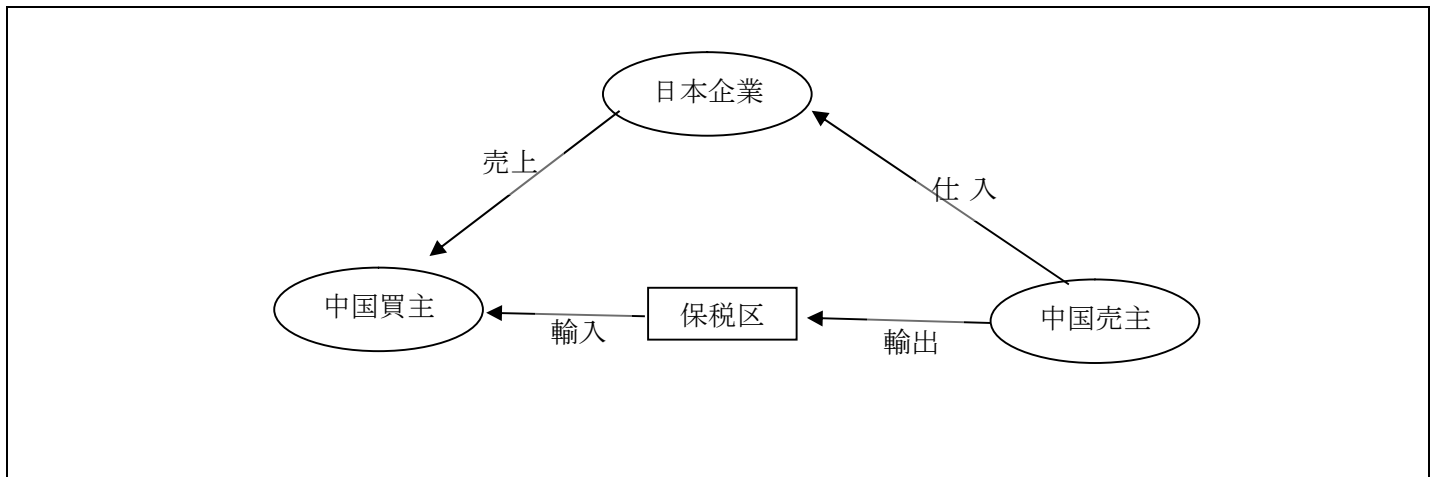 日本企業
売上
仕 入
中国買主
保税区
中国売主
輸入
輸出